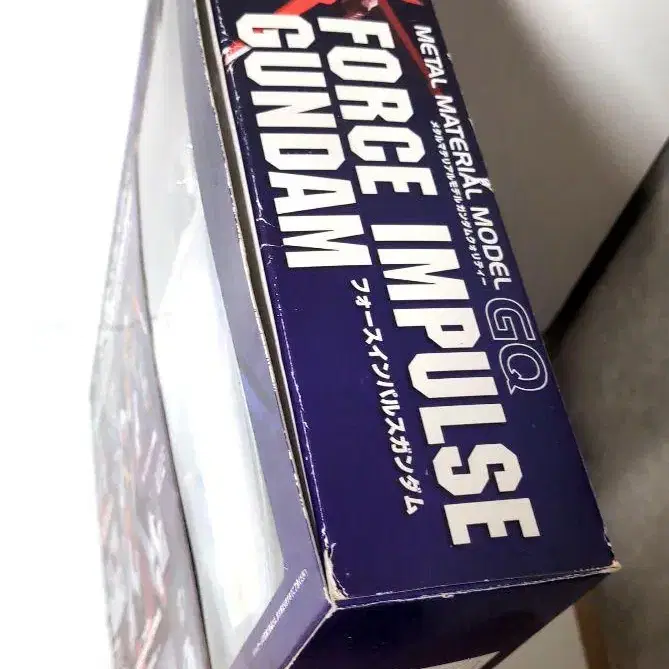 METAL MATERIAL MODEL GQ
メタルマテリアルモデルガンダムクオリティー
FORCE IMPULSE
GUNDAM
フォースインパルスガンダム